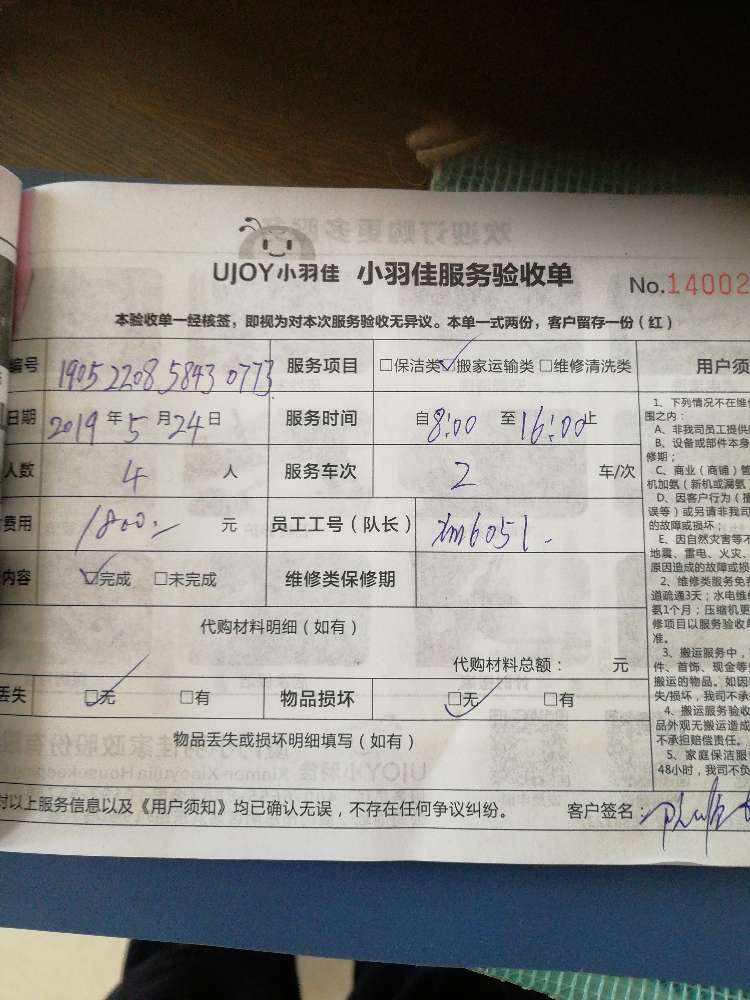 UJOY小羽佳 小羽佳服务验收单 No.14002
本验收单一经核签，即视为对本次服务验收无异议。本单一式两份，客户留存一份（红）
编号 1905 2208 5843 0773 服务项目 □保洁类 ☑搬家运输类 □维修清洗类 用户须
日期 2019年5月24日 服务时间 自8:00至16:00止
人数 4 人 服务车次 2 车/次
费用 1800.- 元 员工工号（队长） xm6051.
内容 ☑完成 □未完成 维修类保修期
代购材料明细（如有）
代购材料总额： 元
丢失 ☑无 □有 物品损坏 ☑无 □有
物品丢失或损坏明细填写（如有）
对以上服务信息以及《用户须知》均已确认无误，不存在任何争议纠纷。 客户签名：
1、下列情况不在维
围之内：
A、非我司员工提供
B、设备或部件本身
修期；
C、商业（商铺）管
机加氨（新机或漏氨
D、因客户行为（擅
误等）或另请非我司
的故障或损坏；
E、因自然灾害等不
地震、雷电、火灾、
原因造成的故障或损
2、维修类服务免费
道疏通3天；水电维
氨1个月；压缩机更
修项目以服务验收单
准。
3、搬运服务中，
件、首饰、现金等
搬运的物品。如因
失/损坏，我司不承
4、搬运服务验收
品外观无搬运造成
不承担赔偿责任。
5、家庭保洁服
48小时，我司不负